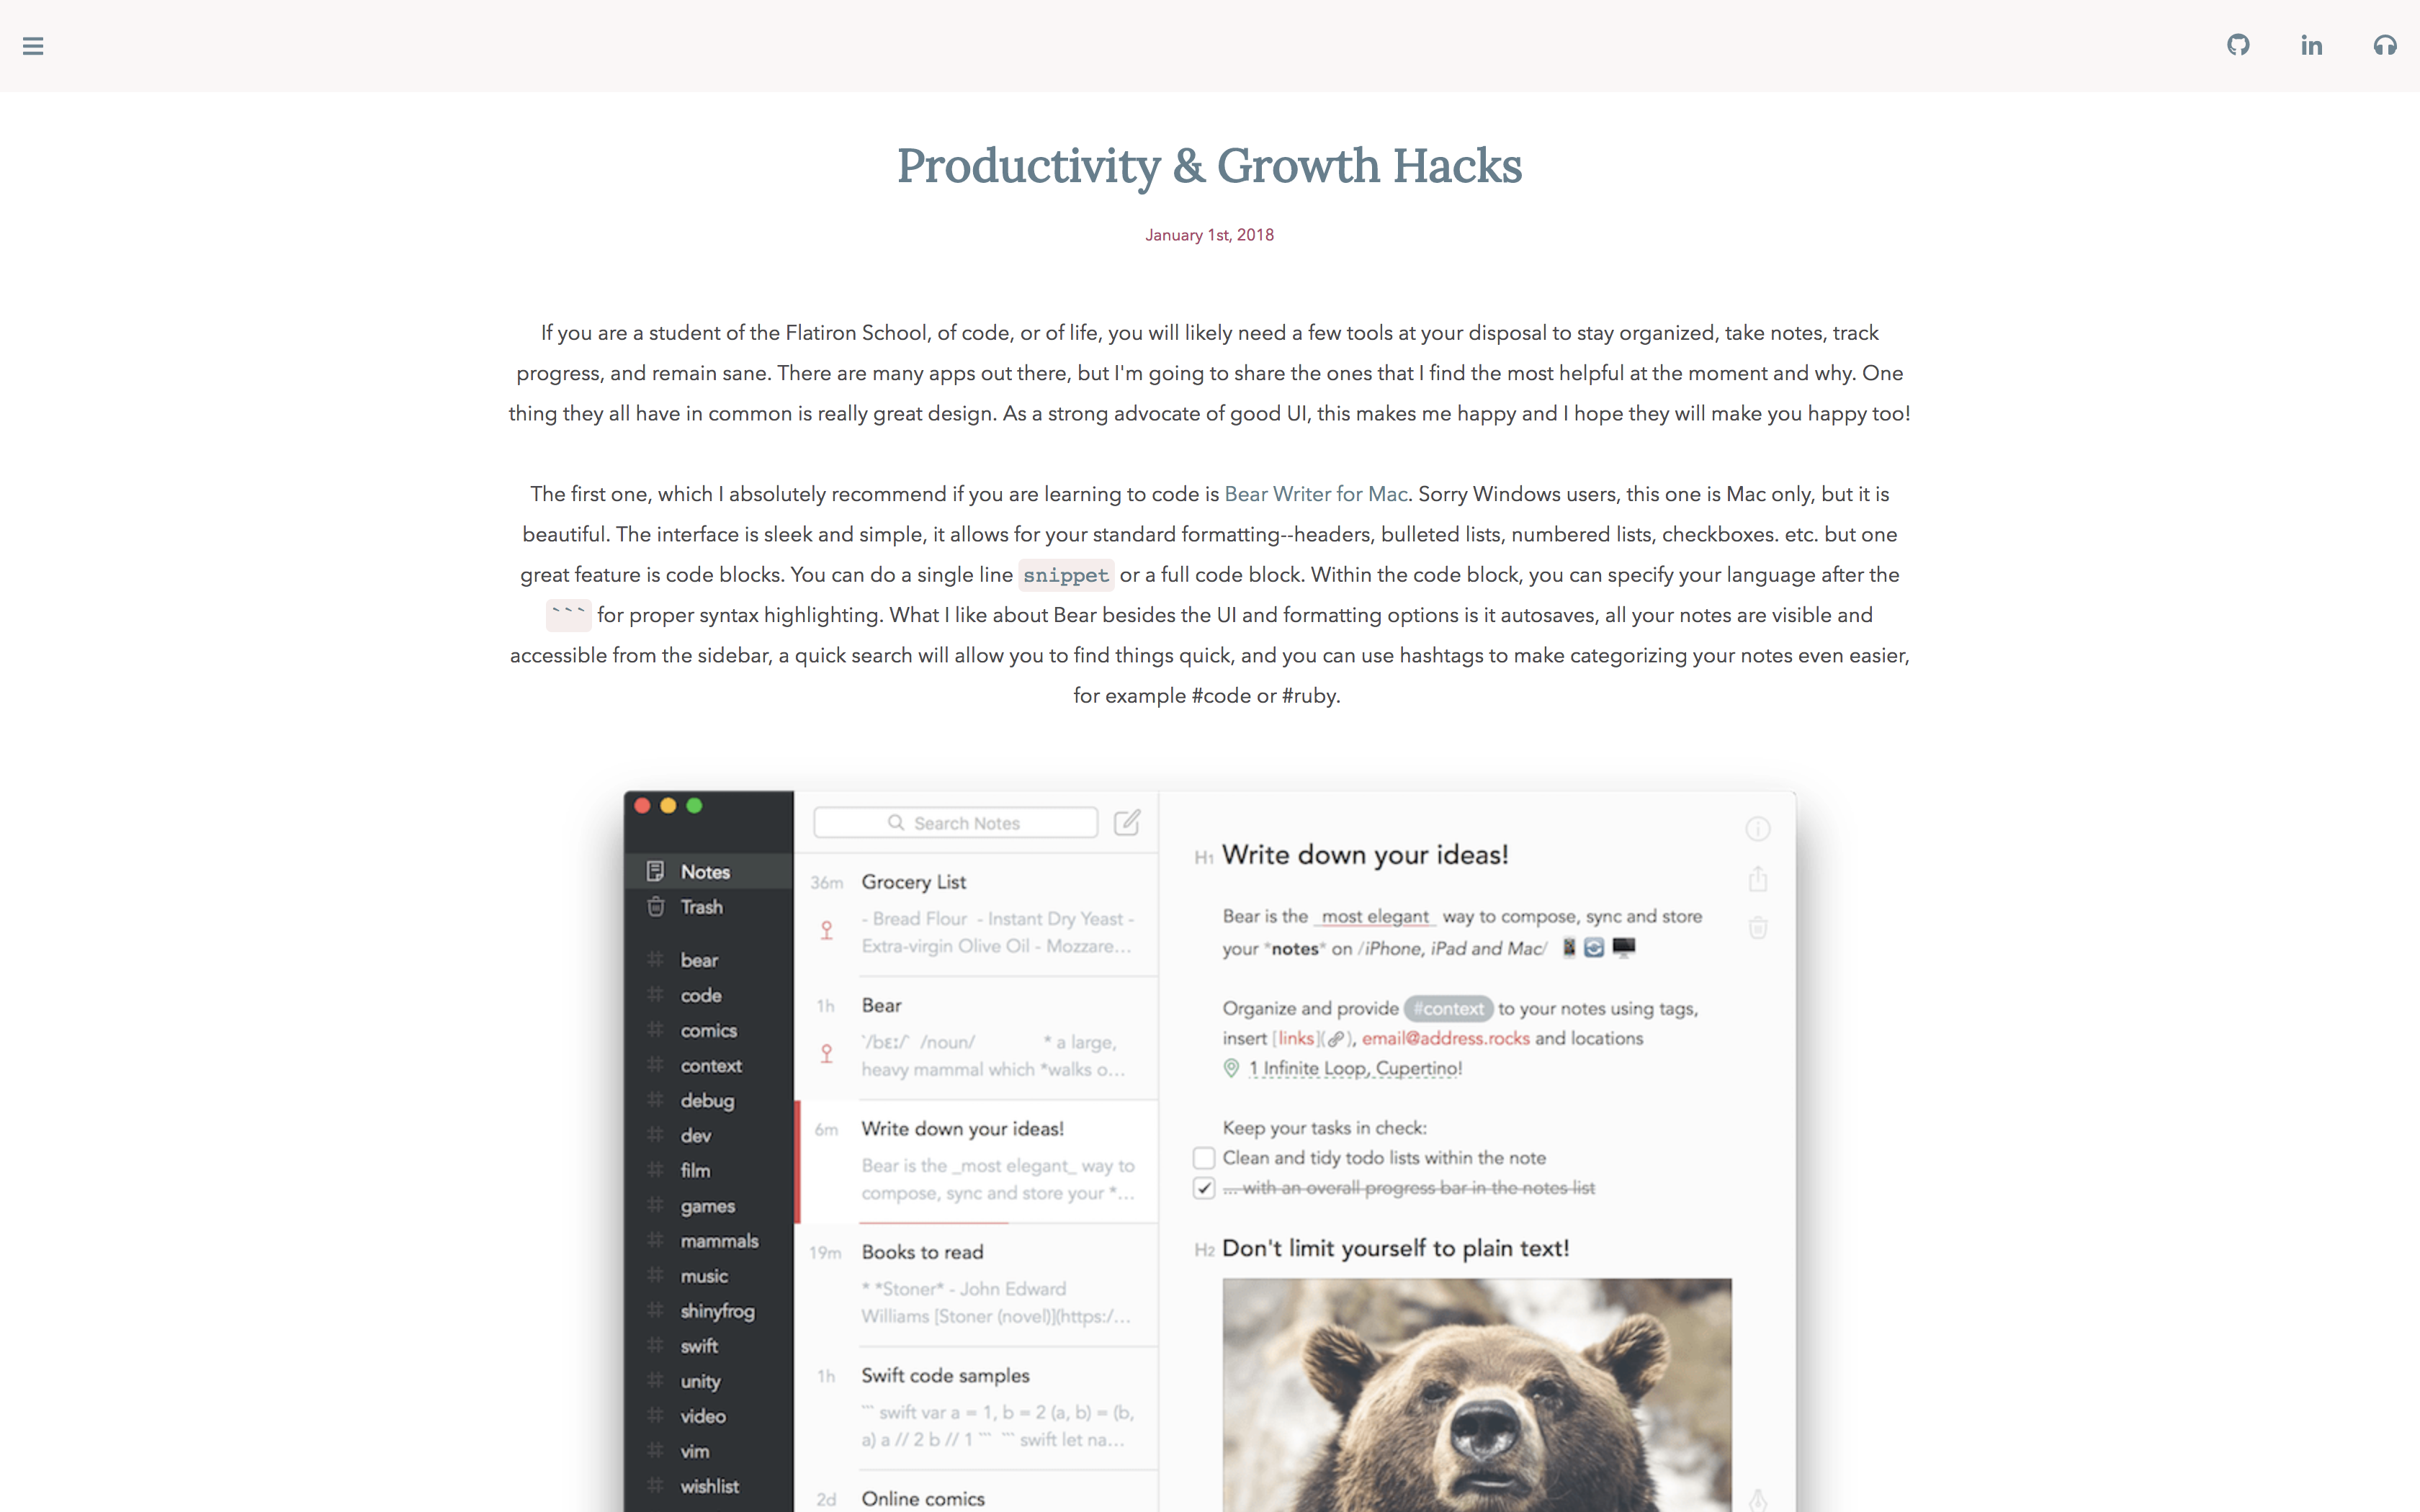 Productivity & Growth Hacks
January 1st, 2018
If you are a student of the Flatiron School, of code, or of life, you will likely need a few tools at your disposal to stay organized, take notes, track
progress, and remain sane. There are many apps out there, but I'm going to share the ones that I find the most helpful at the moment and why. One
thing they all have in common is really great design. As a strong advocate of good UI, this makes me happy and I hope they will make you happy too!
The first one, which I absolutely recommend if you are learning to code is Bear Writer for Mac. Sorry Windows users, this one is Mac only, but it is
beautiful. The interface is sleek and simple, it allows for your standard formatting--headers, bulleted lists, numbered lists, checkboxes. etc. but one
great feature is code blocks. You can do a single line snippet or a full code block. Within the code block, you can specify your language after the
``` for proper syntax highlighting. What I like about Bear besides the UI and formatting options is it autosaves, all your notes are visible and
accessible from the sidebar, a quick search will allow you to find things quick, and you can use hashtags to make categorizing your notes even easier,
for example #code or #ruby.
Notes
Trash
# bear
# code
# comics
# context
# debug
# dev
# film
# games
# mammals
# music
# shinyfrog
# swift
# unity
# video
# vim
# wishlist
Search Notes
36m Grocery List
- Bread Flour - Instant Dry Yeast -
Extra-virgin Olive Oil - Mozzare...
1h Bear
`/bɛː/` /noun/ * a large,
heavy mammal which *walks o...
6m Write down your ideas!
Bear is the _most elegant_ way to
compose, sync and store your *...
19m Books to read
* *Stoner* - John Edward
Williams [Stoner (novel)](https:/...
1h Swift code samples
``` swift var a = 1, b = 2 (a, b) = (b,
a) a // 2 b // 1 ``` ``` swift let na...
2d Online comics
H1 Write down your ideas!
Bear is the _most elegant_ way to compose, sync and store
your *notes* on /iPhone, iPad and Mac/
Organize and provide #context to your notes using tags,
insert [links](), email@address.rocks and locations
1 Infinite Loop, Cupertino!
Keep your tasks in check:
Clean and tidy todo lists within the note
... with an overall progress bar in the notes list
H2 Don't limit yourself to plain text!